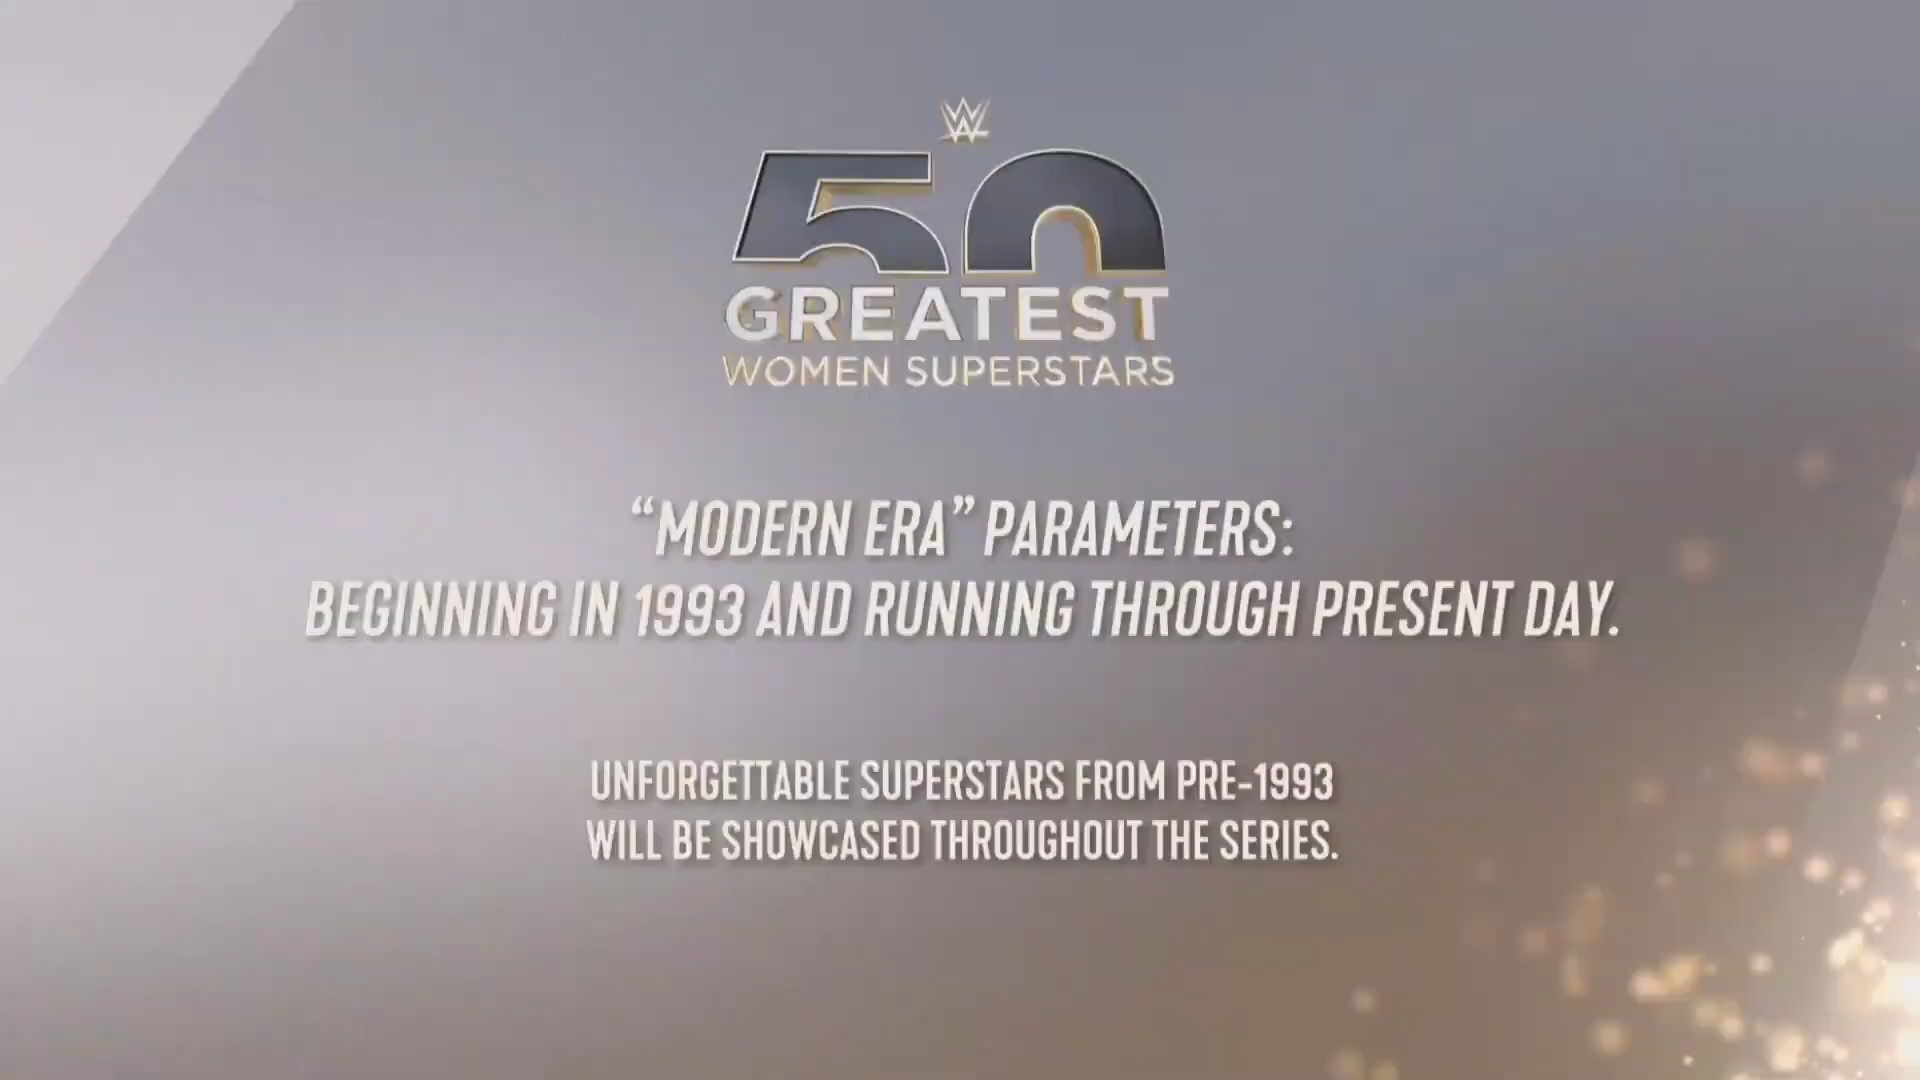 W
50
GREATEST
WOMEN SUPERSTARS
“MODERN ERA” PARAMETERS:
BEGINNING IN 1993 AND RUNNING THROUGH PRESENT DAY.
UNFORGETTABLE SUPERSTARS FROM PRE-1993
WILL BE SHOWCASED THROUGHOUT THE SERIES.